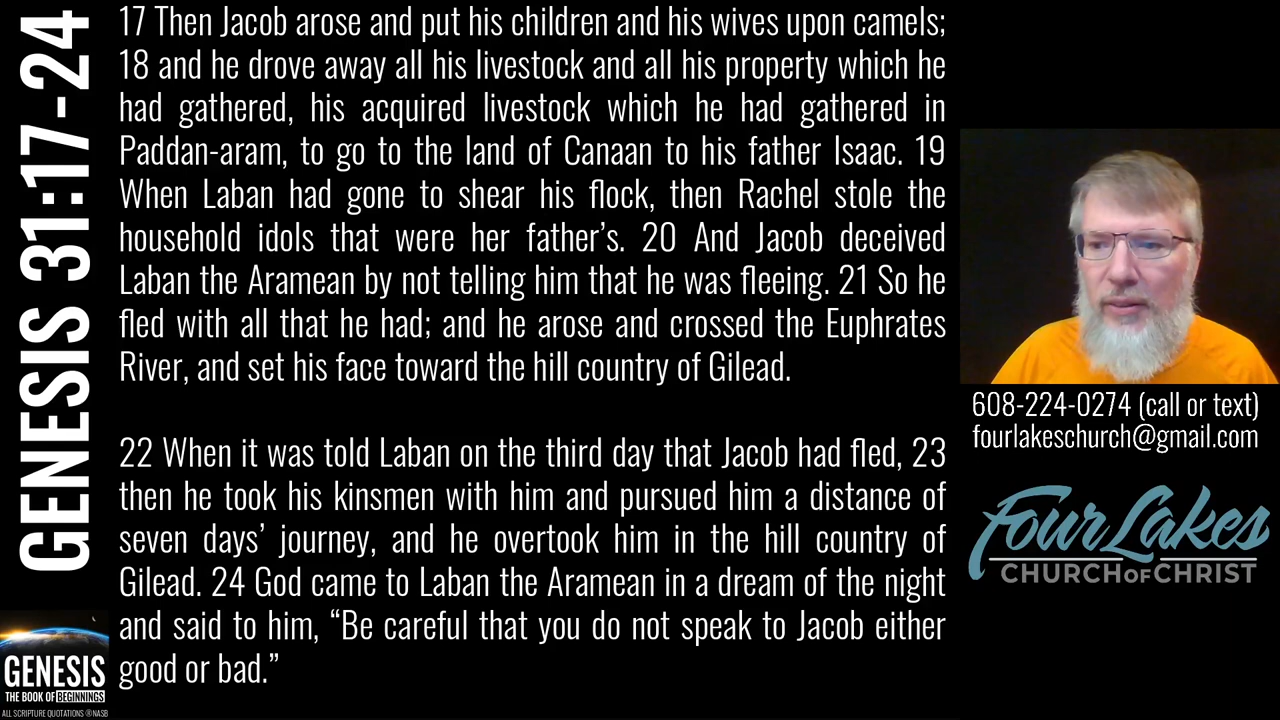 GENESIS 31:17-24
17 Then Jacob arose and put his children and his wives upon camels;
18 and he drove away all his livestock and all his property which he
had gathered, his acquired livestock which he had gathered in
Paddan-aram, to go to the land of Canaan to his father Isaac. 19
When Laban had gone to shear his flock, then Rachel stole the
household idols that were her father’s. 20 And Jacob deceived
Laban the Aramean by not telling him that he was fleeing. 21 So he
fled with all that he had; and he arose and crossed the Euphrates
River, and set his face toward the hill country of Gilead.
22 When it was told Laban on the third day that Jacob had fled, 23
then he took his kinsmen with him and pursued him a distance of
seven days’ journey, and he overtook him in the hill country of
Gilead. 24 God came to Laban the Aramean in a dream of the night
and said to him, “Be careful that you do not speak to Jacob either
good or bad.”
608-224-0274 (call or text)
fourlakeschurch@gmail.com
Four Lakes
CHURCH OF CHRIST
GENESIS
THE BOOK OF BEGINNINGS
ALL SCRIPTURE QUOTATIONS ®NASB